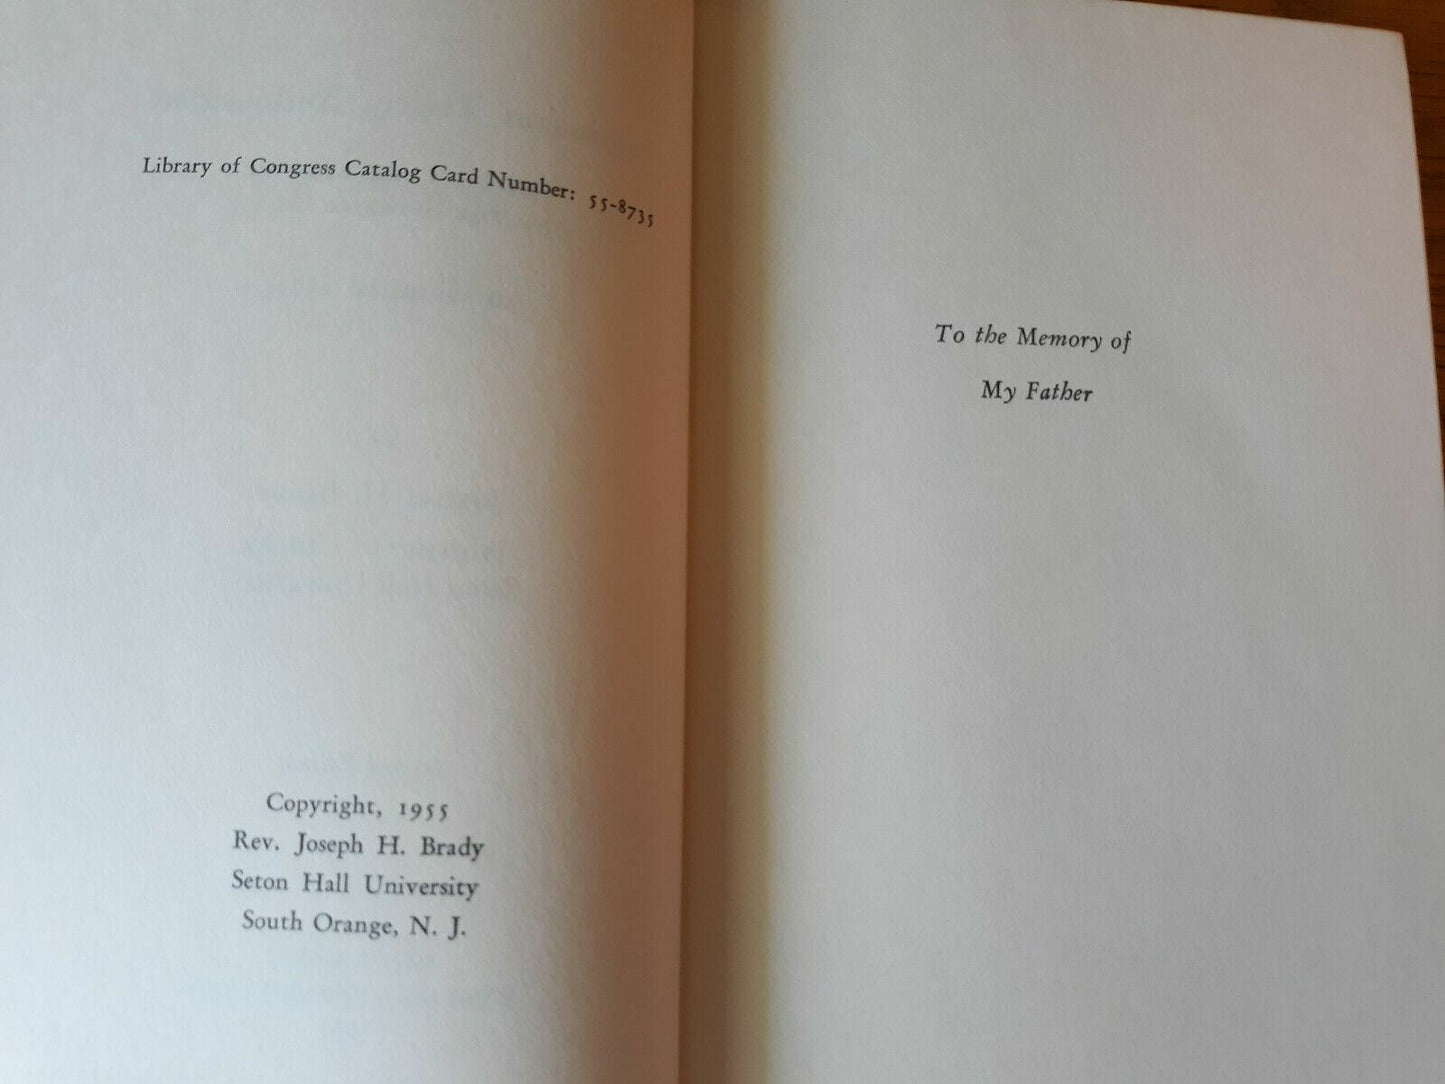 Library of Congress Catalog Card Number: 55-8735
Copyright, 1955
Rev. Joseph H. Brady
Seton Hall University
South Orange, N. J.
To the Memory of
My Father